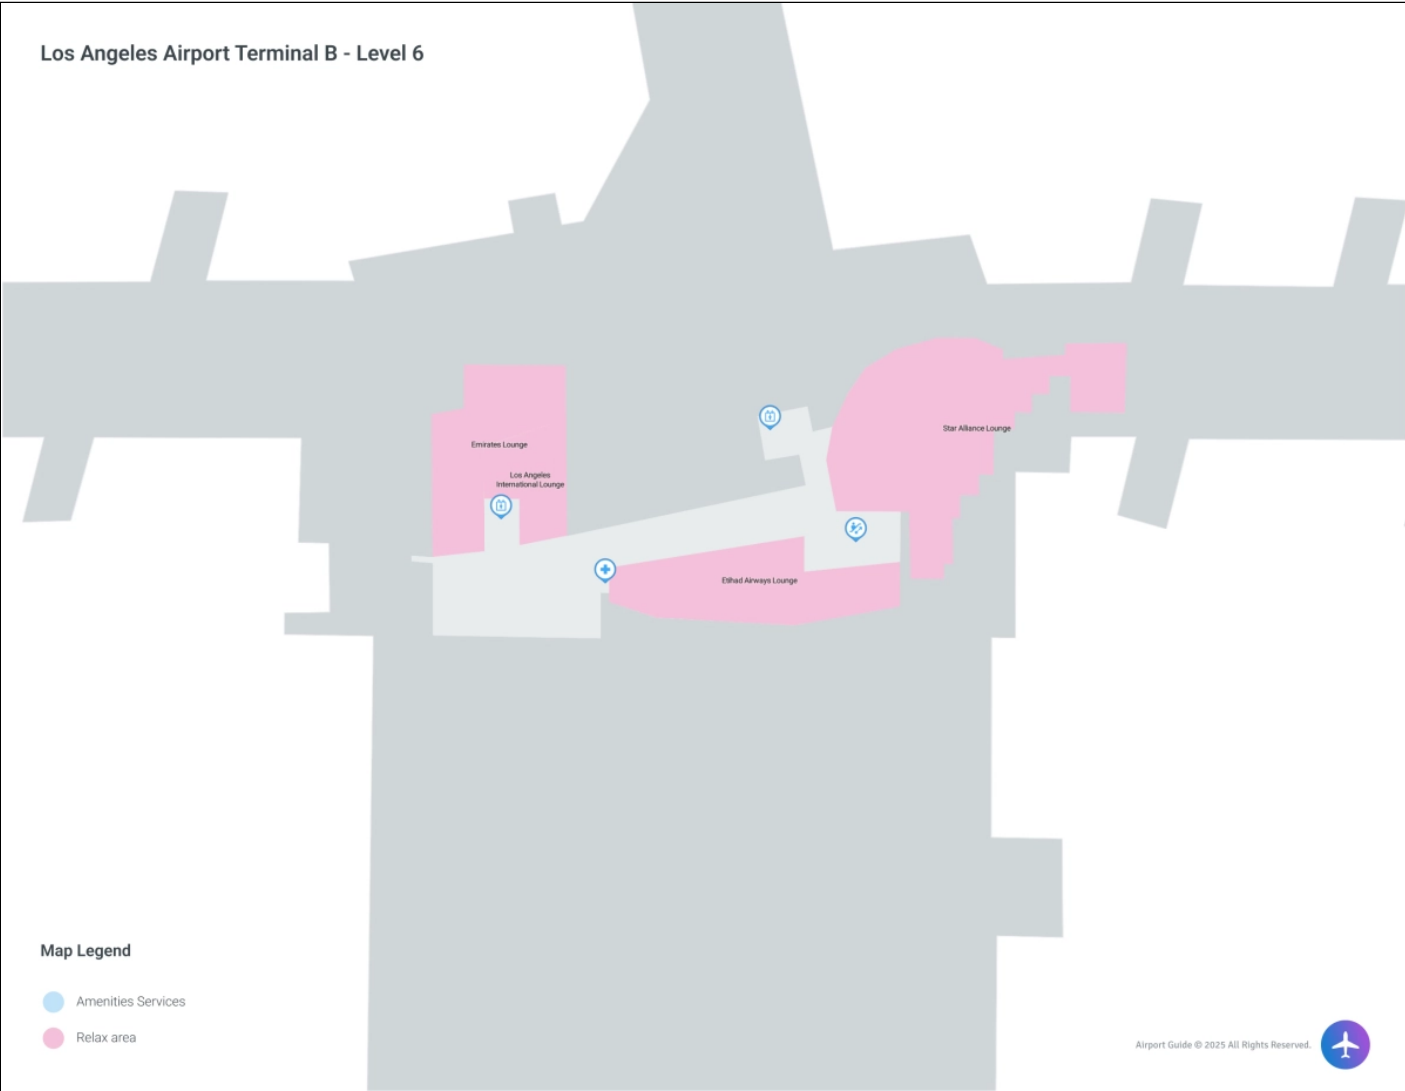 Los Angeles Airport Terminal B - Level 6
Emirates Lounge
Los Angeles
International Lounge
Star Alliance Lounge
Etihad Airways Lounge
Map Legend
Amenities Services
Relax area
Airport Guide © 2025 All Rights Reserved.